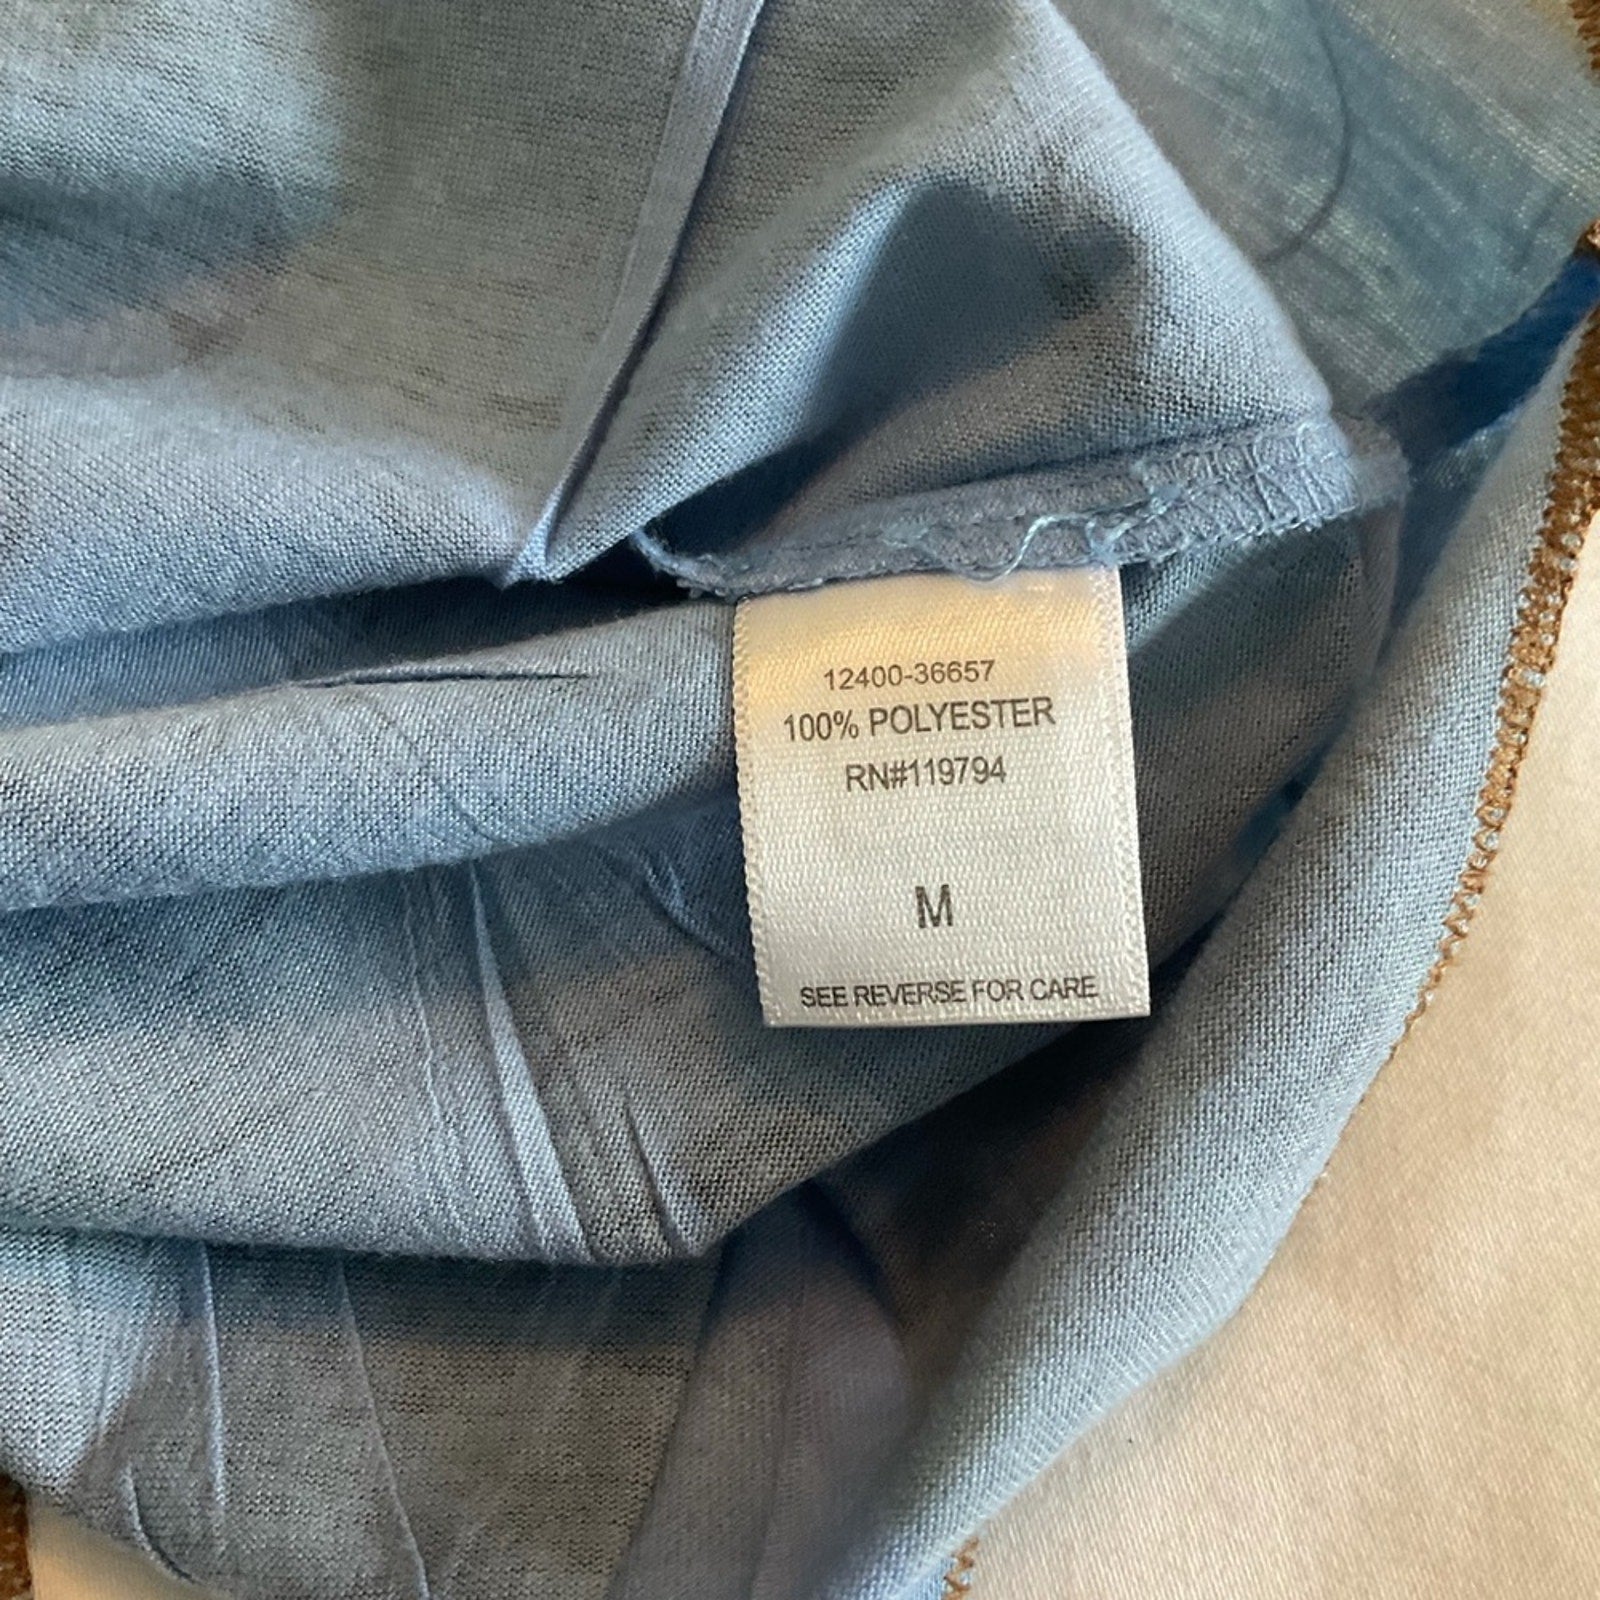 12400-36657
100% POLYESTER
RN#119794
M
SEE REVERSE FOR CARE